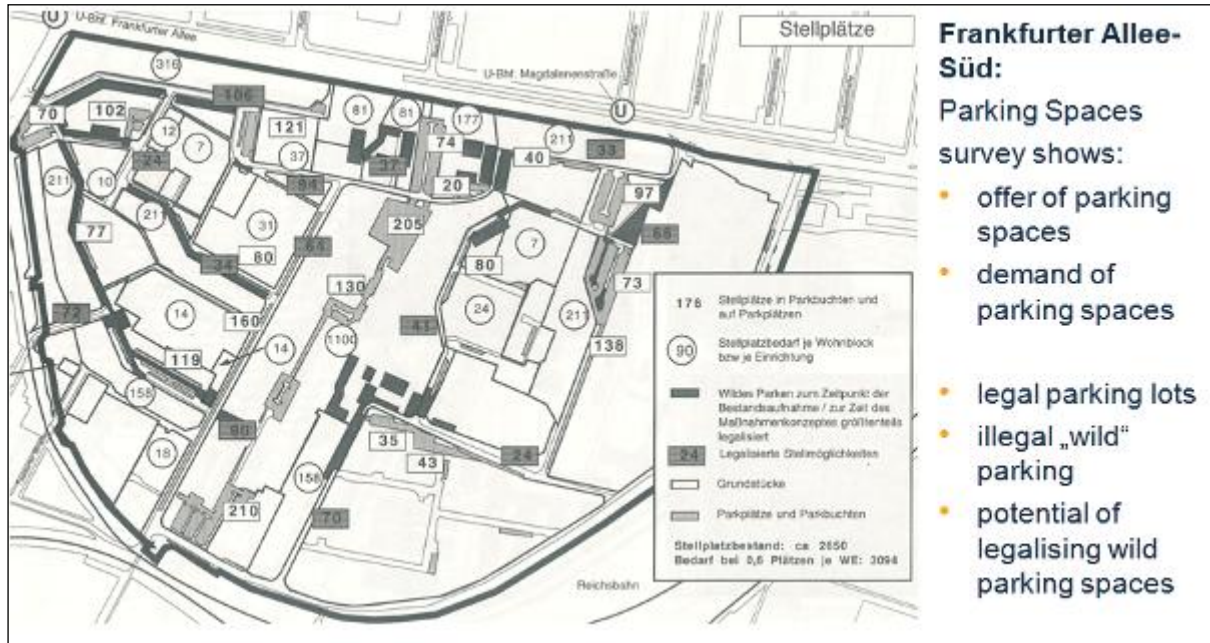 U-Bhf. Frankfurter Allee
U
Stellplätze
U-Bhf. Magdalenenstraße
U
316
106
70
102
12
7
24
121
37
81
81
37
177
74
20
40
211
33
97
66
211
10
211
77
31
80
34
64
84
205
130
80
7
24
211
73
138
72
14
160
119
14
1100
41
158
90
18
35
43
24
158
210
70
Reichsbahn
176 Stellplätze in Parkbuchten und
auf Parkplätzen
90 Stellplatzbedarf je Wohnblock
bzw je Einrichtung
Wildes Parken zum Zeitpunkt der
Bestandsaufnahme / zur Zeit des
Maßnahmenkonzeptes größtenteils
legalisiert
24 Legalisierte Stellmöglichkeiten
Grundstücke
Parkplätze und Parkbuchten
Stellplatzbestand: ca 2650
Bedarf bei 0,6 Plätzen je WE: 3094
Frankfurter Allee-
Süd:
Parking Spaces
survey shows:
• offer of parking
spaces
• demand of
parking spaces
• legal parking lots
• illegal „wild“
parking
• potential of
legalising wild
parking spaces